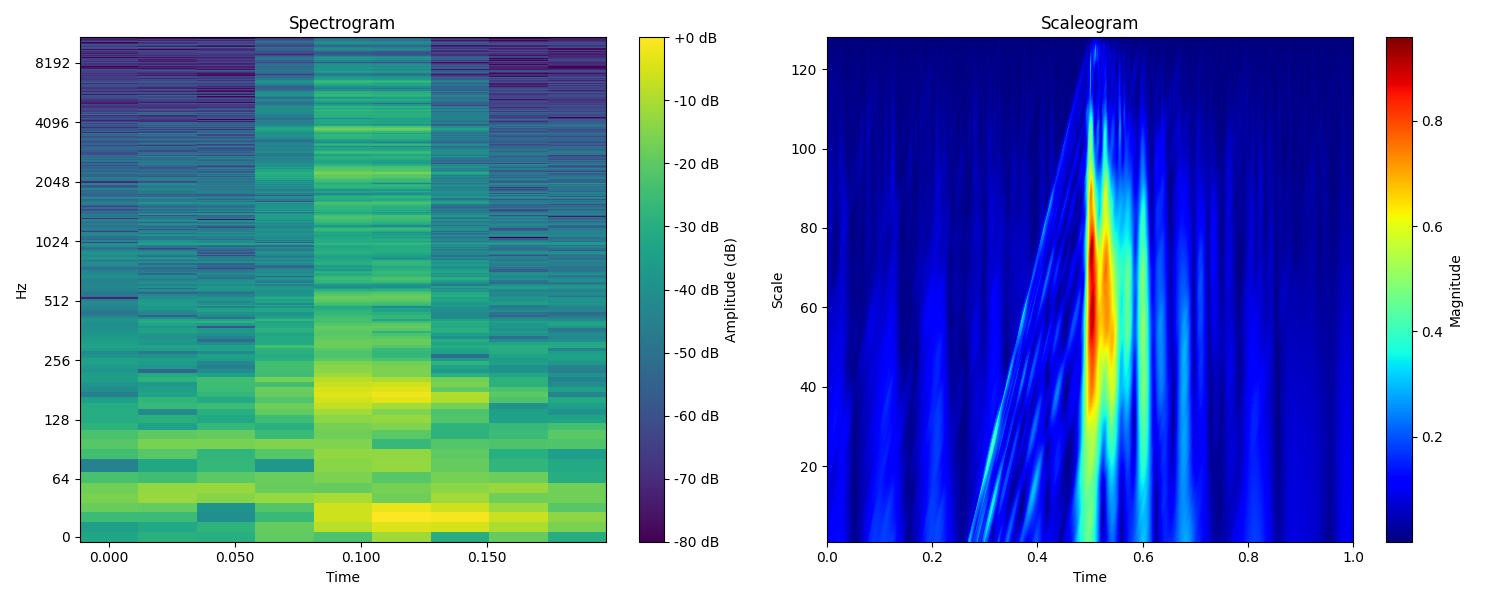 Spectrogram
Hz
8192
4096
2048
1024
512
256
128
64
0
0.000
0.050
0.100
0.150
Time
+0 dB
-10 dB
-20 dB
-30 dB
-40 dB
-50 dB
-60 dB
-70 dB
-80 dB
Amplitude (dB)
Scaleogram
Scale
120
100
80
60
40
20
0.0
0.2
0.4
0.6
0.8
1.0
Time
0.8
0.6
0.4
0.2
Magnitude